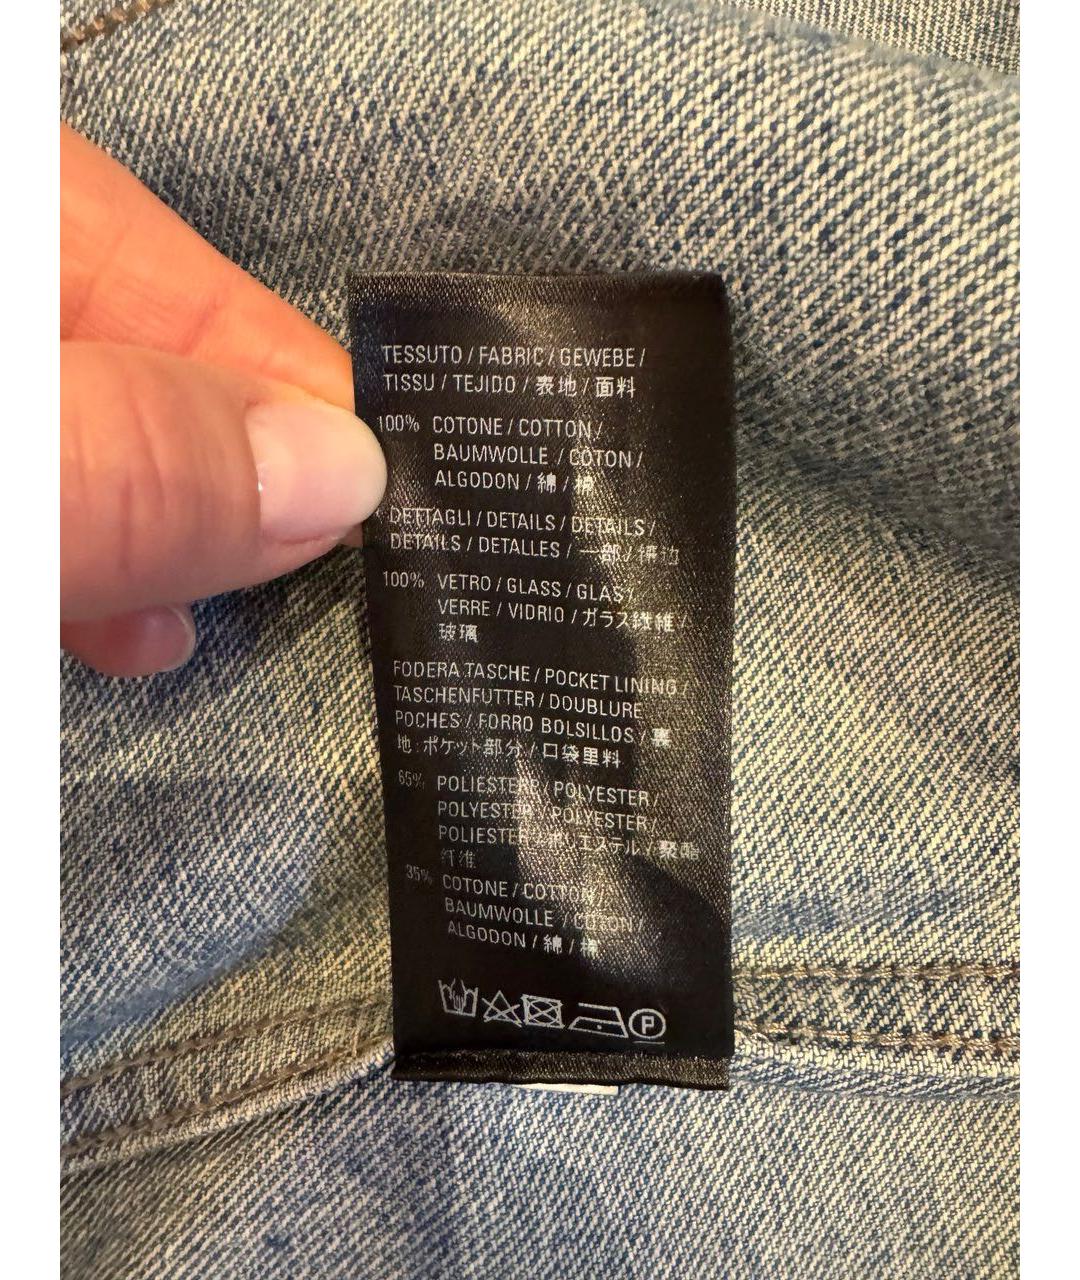 TESSUTO / FABRIC / GEWEBE /
TISSU / TEJIDO / 表地 / 面料
100% COTONE / COTTON /
BAUMWOLLE / COTON /
ALGODON / 綿 / 棉
DETTAGLI / DETAILS / DETAILS /
DETAILS / DETALLES / 一部 /
100% VETRO / GLASS / GLAS /
VERRE / VIDRIO / ガラス繊維 /
玻璃
FODERA TASCHE / POCKET LINING /
TASCHENFUTTER / DOUBLURE
POCHES / FORRO BOLSILLOS / 裏
地:ポケット部分 / 口袋里料
65% POLIESTERE / POLYESTER /
POLYESTER / POLYESTER /
POLIESTER / ポリエステル / 聚酯
纤维
35% COTONE / COTTON /
BAUMWOLLE / COTON /
ALGODON / 綿 / 棉
P